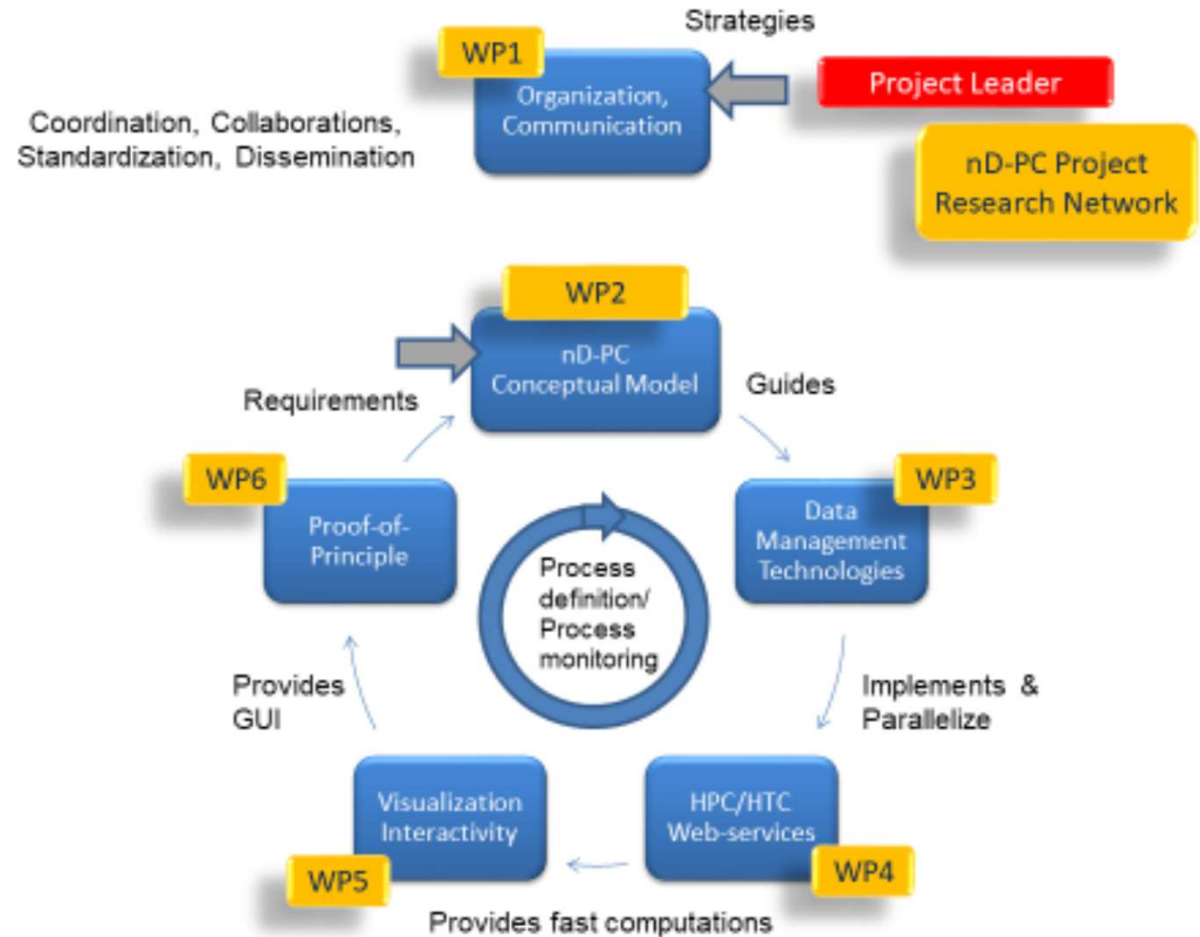 Strategies
WP1
Organization,
Communication
Project Leader
Coordination, Collaborations,
Standardization, Dissemination
nD-PC Project
Research Network
WP2
nD-PC
Conceptual Model
Requirements
Guides
WP6
Proof-of-
Principle
WP3
Data
Management
Technologies
Process
definition/
Process
monitoring
Provides
GUI
Implements &
Parallelize
Visualization
Interactivity
WP5
HPC/HTC
Web-services
WP4
Provides fast computations